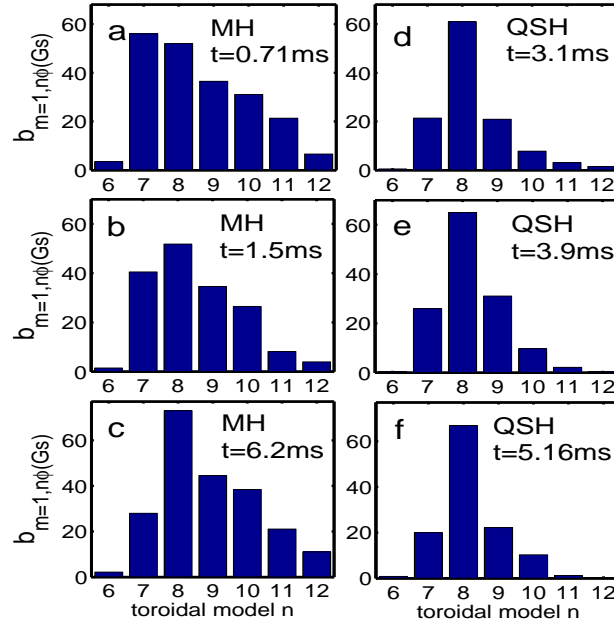 a
MH
t=0.71ms
b_{m=1,nϕ}(Gs)
60
40
20
0
6 7 8 9 10 11 12
d
QSH
t=3.1ms
60
40
20
0
6 7 8 9 10 11 12
b
MH
t=1.5ms
b_{m=1,nϕ}(Gs)
60
40
20
0
6 7 8 9 10 11 12
e
QSH
t=3.9ms
60
40
20
0
6 7 8 9 10 11 12
c
MH
t=6.2ms
b_{m=1,nϕ}(Gs)
60
40
20
0
6 7 8 9 10 11 12
toroidal model n
f
QSH
t=5.16ms
60
40
20
0
6 7 8 9 10 11 12
toroidal model n